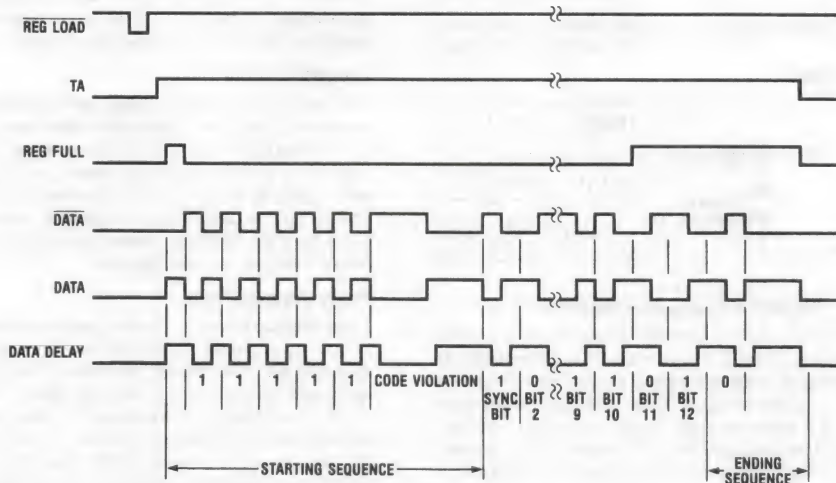 REG LOAD
TA
REG FULL
DATA
DATA
DATA DELAY
1 1 1 1 1 CODE VIOLATION 1 0 1 1 0 1 0
SYNC BIT BIT BIT BIT BIT
BIT 2 9 10 11 12
STARTING SEQUENCE
ENDING
SEQUENCE